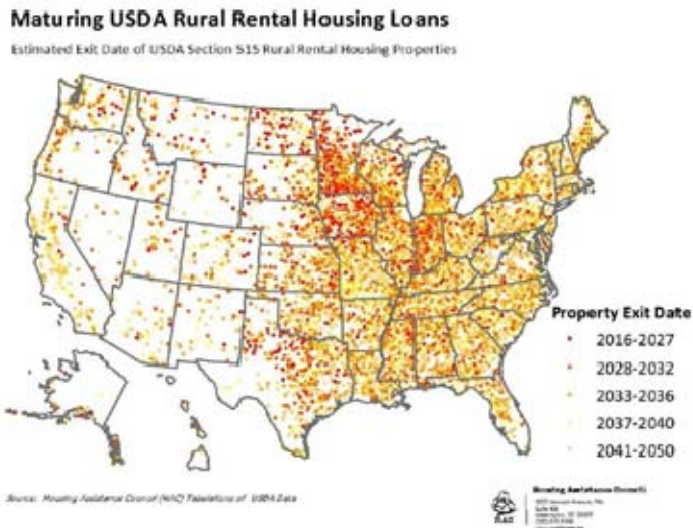 Maturing USDA Rural Rental Housing Loans
Estimated Exit Date of USDA Section 515 Rural Rental Housing Properties
Property Exit Date
2016-2027
2028-2032
2033-2036
2037-2040
2041-2050
Source: Housing Assistance Council (HAC) Tabulations of USDA Data
Housing Assistance Council